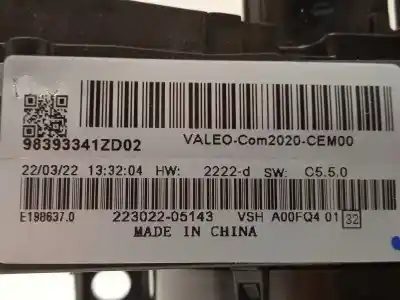 98393341ZD02 VALEO-Com2020-CEM00
22/03/22 13:32:04 HW: 2222-d SW: C5.5.0
E198637.0 223022-05143 VSH A00FQ4 01 32
MADE IN CHINA